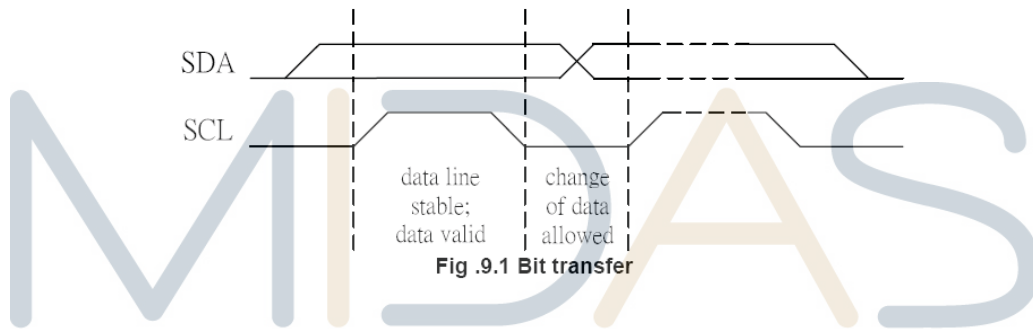 SDA
SCL
data line
stable;
data valid
change
of data
allowed
Fig .9.1 Bit transfer
MIDAS